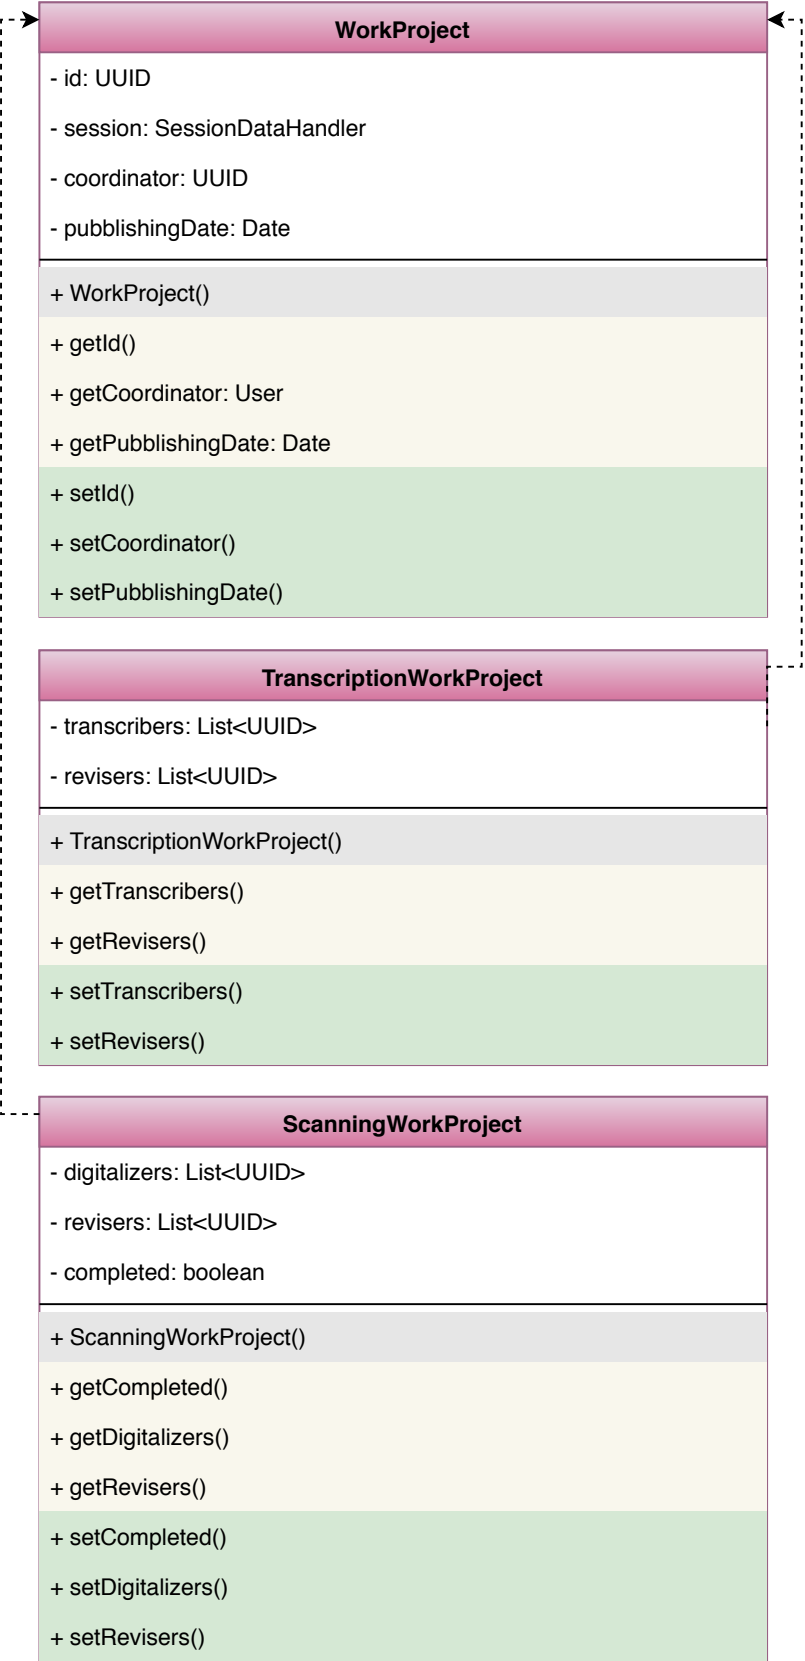 WorkProject
- id: UUID
- session: SessionDataHandler
- coordinator: UUID
- pubblishingDate: Date
+ WorkProject()
+ getId()
+ getCoordinator: User
+ getPubblishingDate: Date
+ setId()
+ setCoordinator()
+ setPubblishingDate()
TranscriptionWorkProject
- transcribers: List<UUID>
- revisers: List<UUID>
+ TranscriptionWorkProject()
+ getTranscribers()
+ getRevisers()
+ setTranscribers()
+ setRevisers()
ScanningWorkProject
- digitalizers: List<UUID>
- revisers: List<UUID>
- completed: boolean
+ ScanningWorkProject()
+ getCompleted()
+ getDigitalizers()
+ getRevisers()
+ setCompleted()
+ setDigitalizers()
+ setRevisers()